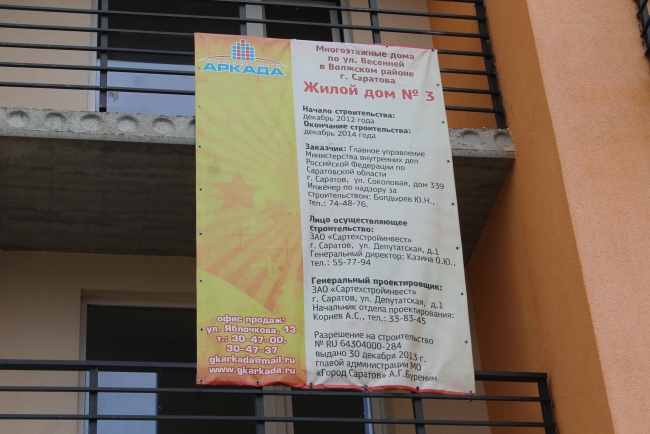 АРКАДА
Многоэтажные дома
по ул. Весенней
в Волжском районе
г. Саратова
Жилой дом № 3
Начало строительства:
декабрь 2012 года
Окончание строительства:
декабрь 2014 года
Заказчик: Главное управление
Министерства внутренних дел
Российской Федерации по
Саратовской области
г. Саратов, ул. Соколовая, дом 339
Инженер по надзору за
строительством: Болдырев Ю.Н.,
тел.: 74-48-76.
Лицо осуществляющее
строительство:
ЗАО «Сартехстройинвест»
г. Саратов, ул. Депутатская, д.1
Генеральный директор: Казина О.Ю.,
тел.: 55-77-94
Генеральный проектировщик:
ЗАО «Сартехстройинвест»
г. Саратов, ул. Депутатская, д.1
Начальник отдела проектирования:
Корнев А.С., тел.: 33-83-45
Разрешение на строительство
№ RU 64304000-284
выдано 30 декабря 2013 г.
главой администрации МО
«Город Саратов» А.Г.Буренин.
офис продаж:
ул. Яблочкова, 13
т.: 30-47-00,
30-47-37
gkarkada@mail.ru
www.gkarkada.ru